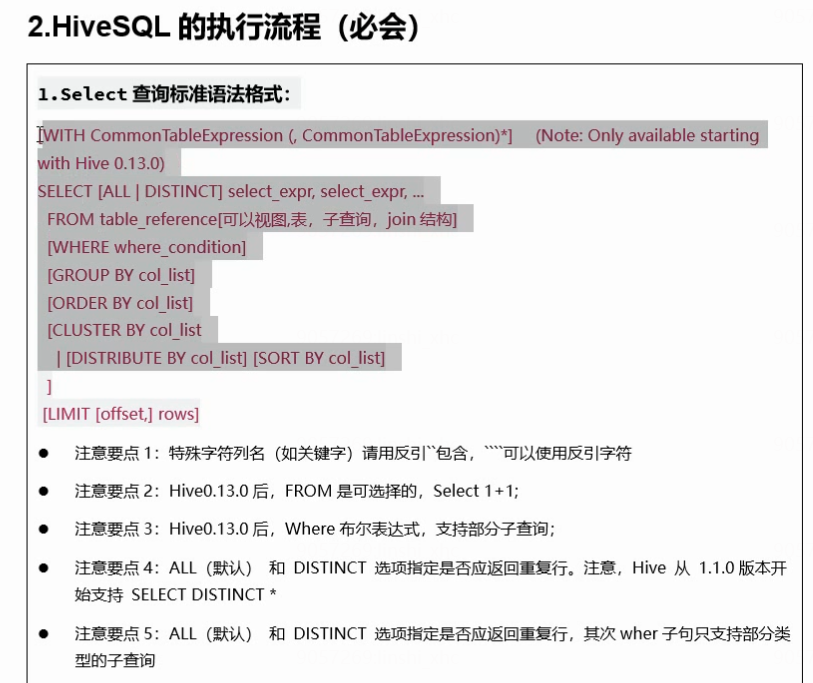 2.HiveSQL 的执行流程（必会）
1.Select 查询标准语法格式：
[WITH CommonTableExpression (, CommonTableExpression)*] (Note: Only available starting
with Hive 0.13.0)
SELECT [ALL | DISTINCT] select_expr, select_expr, ...
FROM table_reference[可以视图,表，子查询，join 结构]
[WHERE where_condition]
[GROUP BY col_list]
[ORDER BY col_list]
[CLUSTER BY col_list
| [DISTRIBUTE BY col_list] [SORT BY col_list]
]
[LIMIT [offset,] rows]
● 注意要点 1：特殊字符列名（如关键字）请用反引``包含，````可以使用反引字符
● 注意要点 2：Hive0.13.0 后，FROM 是可选择的，Select 1+1;
● 注意要点 3：Hive0.13.0 后，Where 布尔表达式，支持部分子查询；
● 注意要点 4：ALL（默认） 和 DISTINCT 选项指定是否应返回重复行。注意，Hive 从 1.1.0 版本开
始支持 SELECT DISTINCT *
● 注意要点 5：ALL（默认） 和 DISTINCT 选项指定是否应返回重复行，其次 wher 子句只支持部分类
型的子查询